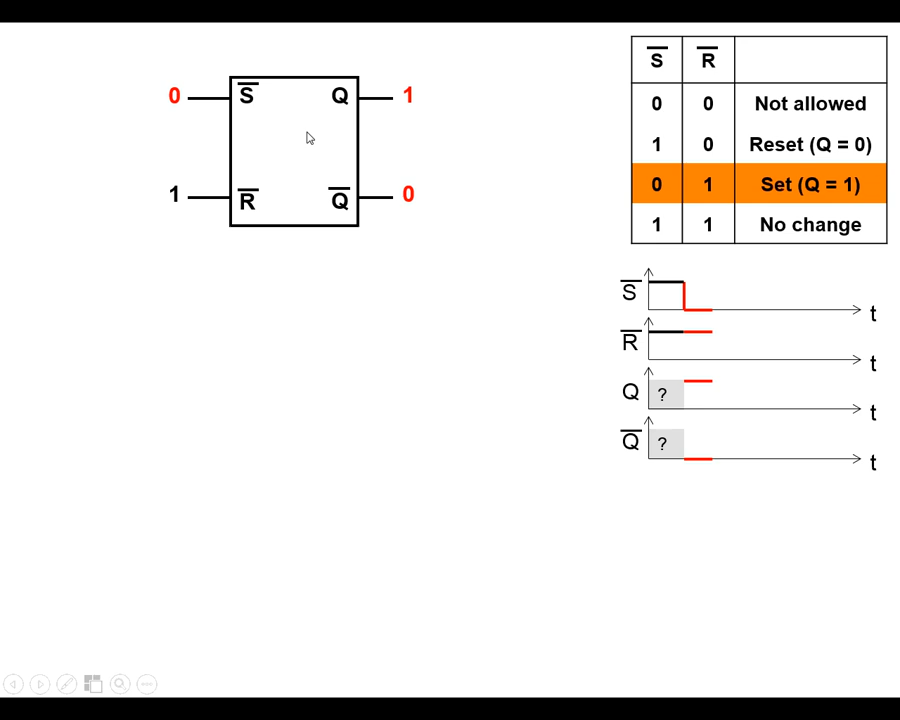 0 S̅ Q 1
1 R̅ Q̅ 0
S̅ R̅
0 0 Not allowed
1 0 Reset (Q = 0)
0 1 Set (Q = 1)
1 1 No change
S̅ t
R̅ t
Q ? t
Q̅ ? t